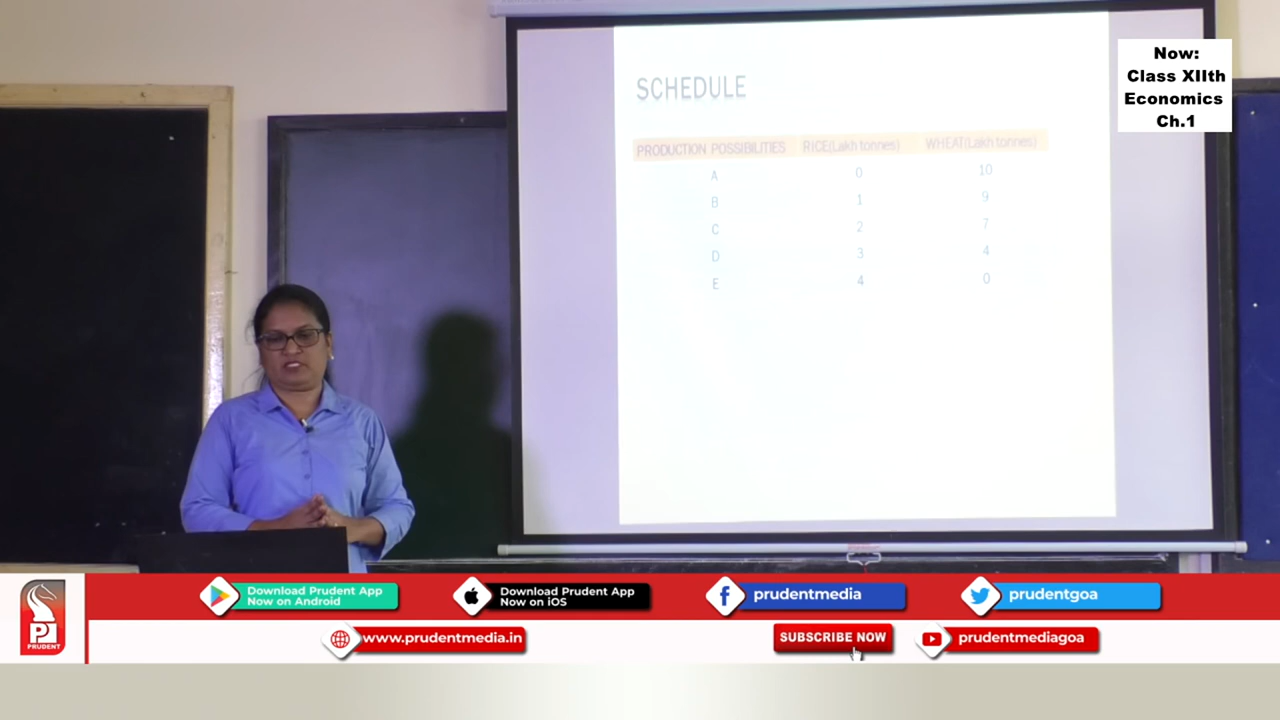 Now:
Class XIIth
Economics
Ch.1
SCHEDULE
PRODUCTION POSSIBILITIES RICE(Lakh tonnes) WHEAT(Lakh tonnes)
A 0 10
B 1 9
C 2 7
D 3 4
E 4 0
Download Prudent App
Now on Android
Download Prudent App
Now on iOS
prudentmedia
prudentgoa
PRUDENT
www.prudentmedia.in
SUBSCRIBE NOW
prudentmediagoa